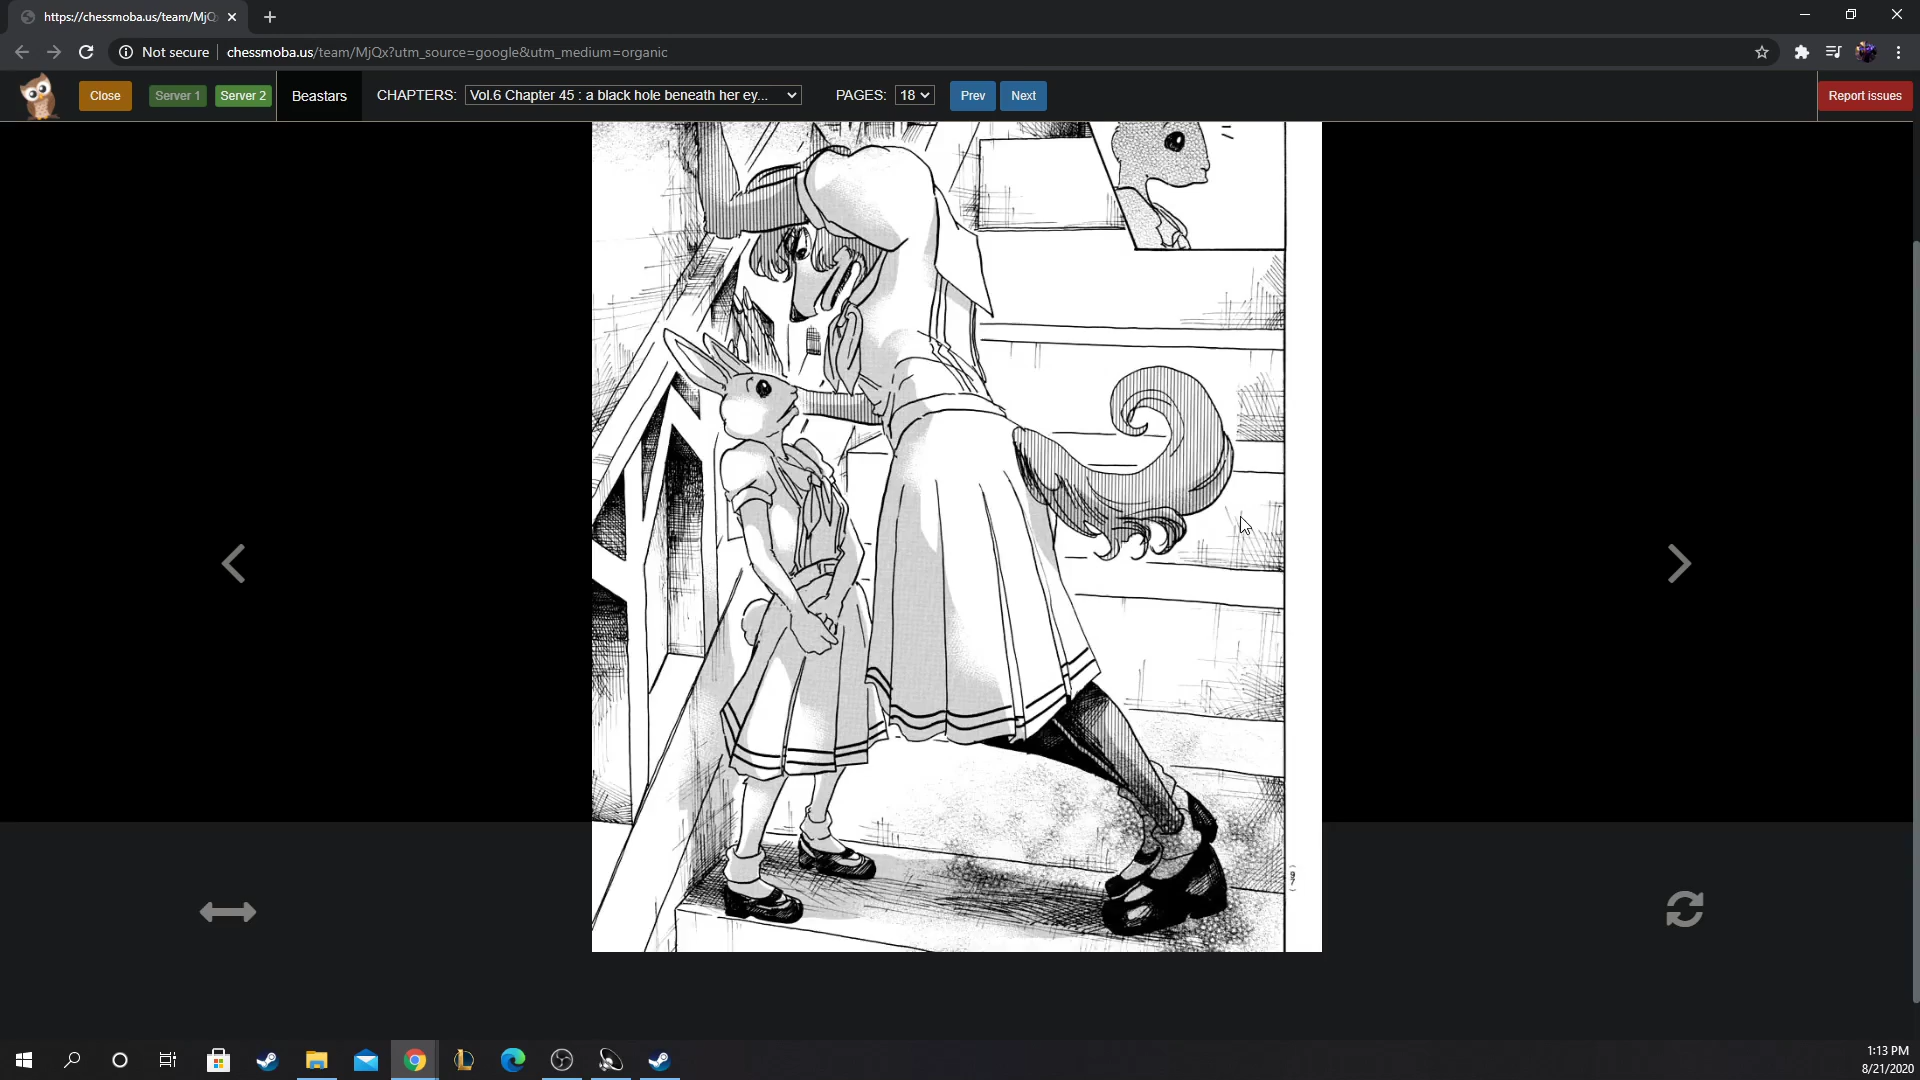 https://chessmoba.us/team/MjQ
Not secure
chessmoba.us/team/MjQx?utm_source=google&utm_medium=organic
Close
Server 1
Server 2
Beastars
CHAPTERS:
Vol.6 Chapter 45 : a black hole beneath her ey...
PAGES:
18
Prev
Next
Report issues
(97)
1:13 PM
8/21/2020